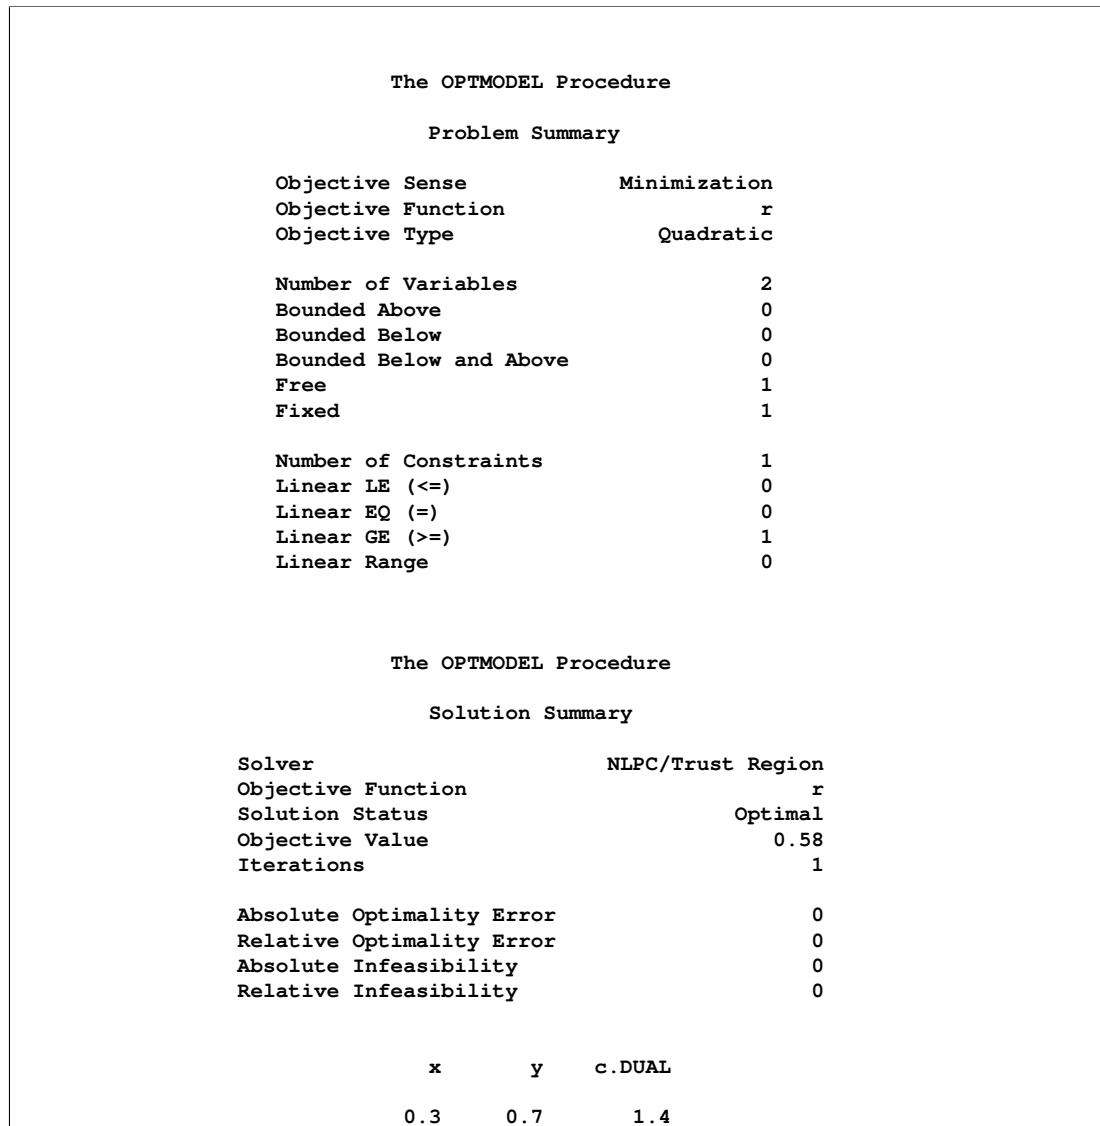 The OPTMODEL Procedure
Problem Summary
Objective Sense Minimization
Objective Function r
Objective Type Quadratic
Number of Variables 2
Bounded Above 0
Bounded Below 0
Bounded Below and Above 0
Free 1
Fixed 1
Number of Constraints 1
Linear LE (<=) 0
Linear EQ (=) 0
Linear GE (>=) 1
Linear Range 0
The OPTMODEL Procedure
Solution Summary
Solver NLPC/Trust Region
Objective Function r
Solution Status Optimal
Objective Value 0.58
Iterations 1
Absolute Optimality Error 0
Relative Optimality Error 0
Absolute Infeasibility 0
Relative Infeasibility 0
x y c.DUAL
0.3 0.7 1.4